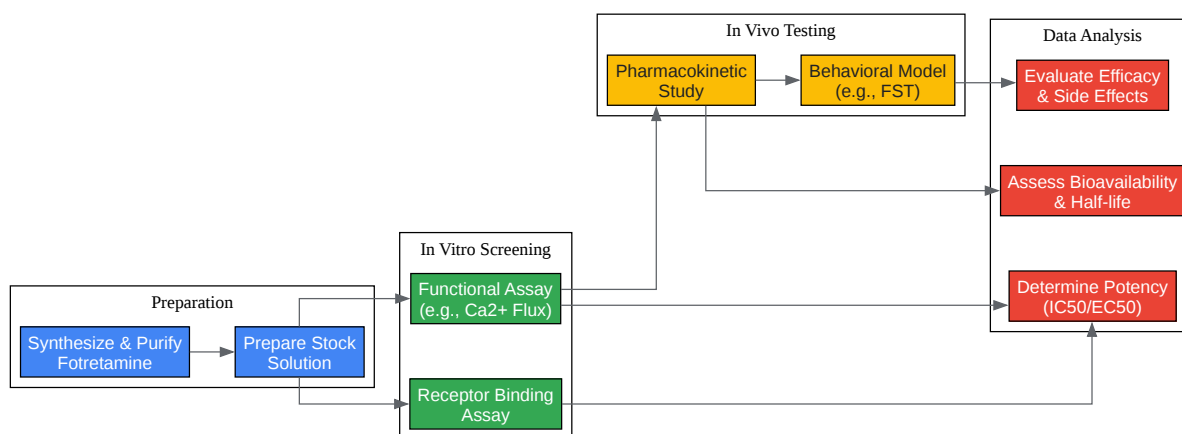 In Vivo Testing
Data Analysis
Pharmacokinetic
Study
Behavioral Model
(e.g., FST)
Evaluate Efficacy
& Side Effects
Assess Bioavailability
& Half-life
In Vitro Screening
Functional Assay
(e.g., Ca2+ Flux)
Determine Potency
(IC50/EC50)
Preparation
Synthesize & Purify
Fotretamine
Prepare Stock
Solution
Receptor Binding
Assay